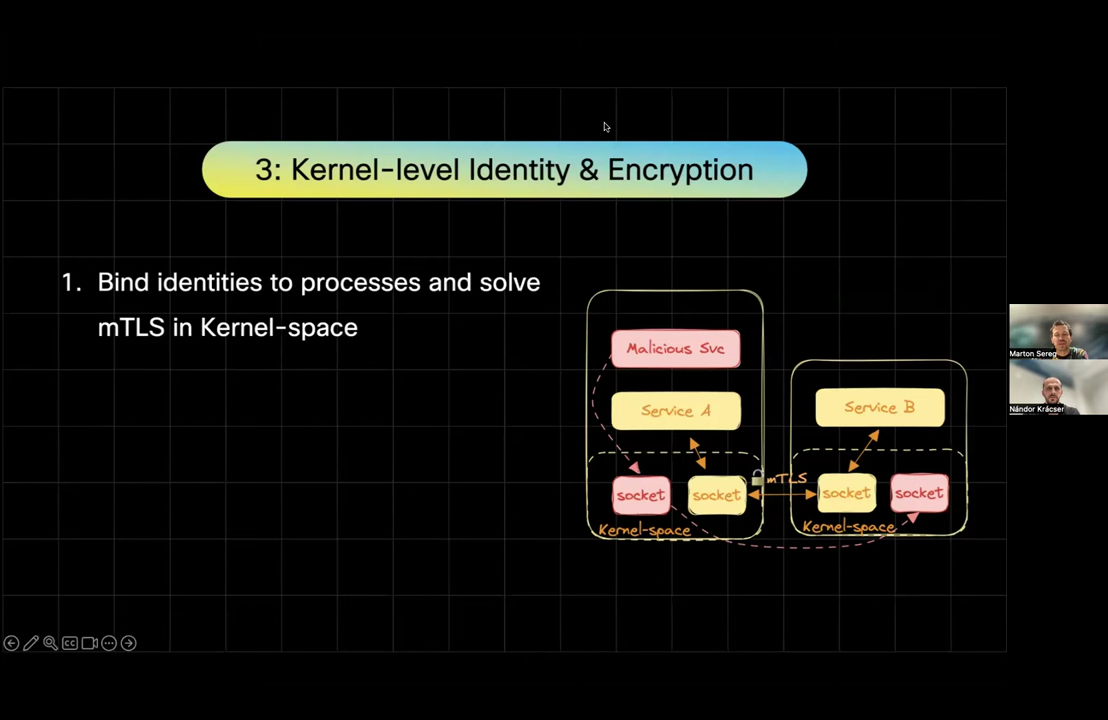 3: Kernel-level Identity & Encryption
1. Bind identities to processes and solve
mTLS in Kernel-space
Malicious Svc
Service A
Service B
socket
socket
mTLS
socket
socket
Kernel-space
Kernel-space
Marton Sereg
Nándor Krácser
CC